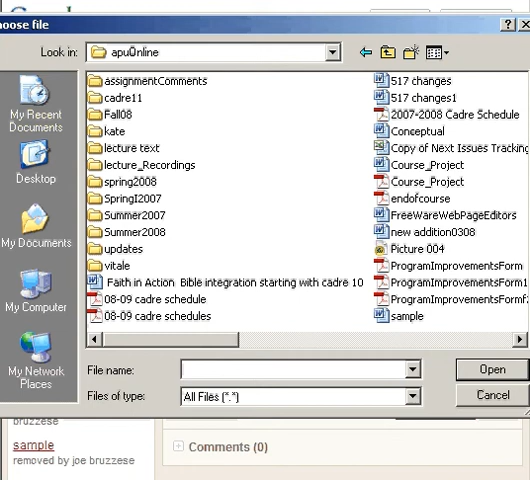 oose file
Look in:
apuOnline
My Recent
Documents
Desktop
My Documents
My Computer
My Network
Places
assignmentComments
cadre11
Fall08
kate
lecture text
lecture_Recordings
spring2008
SpringI2007
Summer2007
Summer2008
updates
vitale
Faith in Action Bible integration starting with cadre 10
08-09 cadre schedule
08-09 cadre schedules
517 changes
517 changes1
2007-2008 Cadre Schedule
Conceptual
Copy of Next Issues Tracking
Course_Project
Course_Project
endofcourse
FreeWareWebPageEditors
new addition0308
Picture 004
ProgramImprovementsForm
ProgramImprovementsForm1
ProgramImprovementsFormf
sample
File name:
Open
Files of type:
All Files (*.*)
Cancel
bruzzese
sample
removed by joe bruzzese
Comments (0)